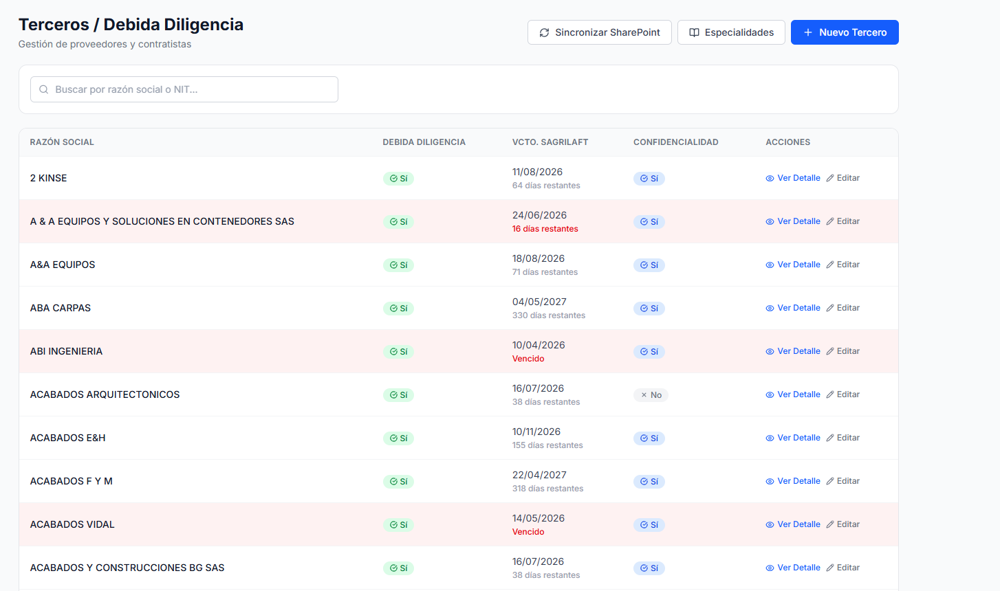 Terceros / Debida Diligencia
Gestión de proveedores y contratistas
Sincronizar SharePoint
Especialidades
+ Nuevo Tercero
Buscar por razón social o NIT...
RAZÓN SOCIAL DEBIDA DILIGENCIA VCTO. SAGRILAFT CONFIDENCIALIDAD ACCIONES
2 KINSE Sí 11/08/2026 Sí Ver Detalle Editar
64 días restantes
A & A EQUIPOS Y SOLUCIONES EN CONTENEDORES SAS Sí 24/06/2026 Sí Ver Detalle Editar
16 días restantes
A&A EQUIPOS Sí 18/08/2026 Sí Ver Detalle Editar
71 días restantes
ABA CARPAS Sí 04/05/2027 Sí Ver Detalle Editar
330 días restantes
ABI INGENIERIA Sí 10/04/2026 Sí Ver Detalle Editar
Vencido
ACABADOS ARQUITECTONICOS Sí 16/07/2026 No Ver Detalle Editar
38 días restantes
ACABADOS E&H Sí 10/11/2026 Sí Ver Detalle Editar
155 días restantes
ACABADOS F Y M Sí 22/04/2027 Sí Ver Detalle Editar
318 días restantes
ACABADOS VIDAL Sí 14/05/2026 Sí Ver Detalle Editar
Vencido
ACABADOS Y CONSTRUCCIONES BG SAS Sí 16/07/2026 Sí Ver Detalle Editar
38 días restantes